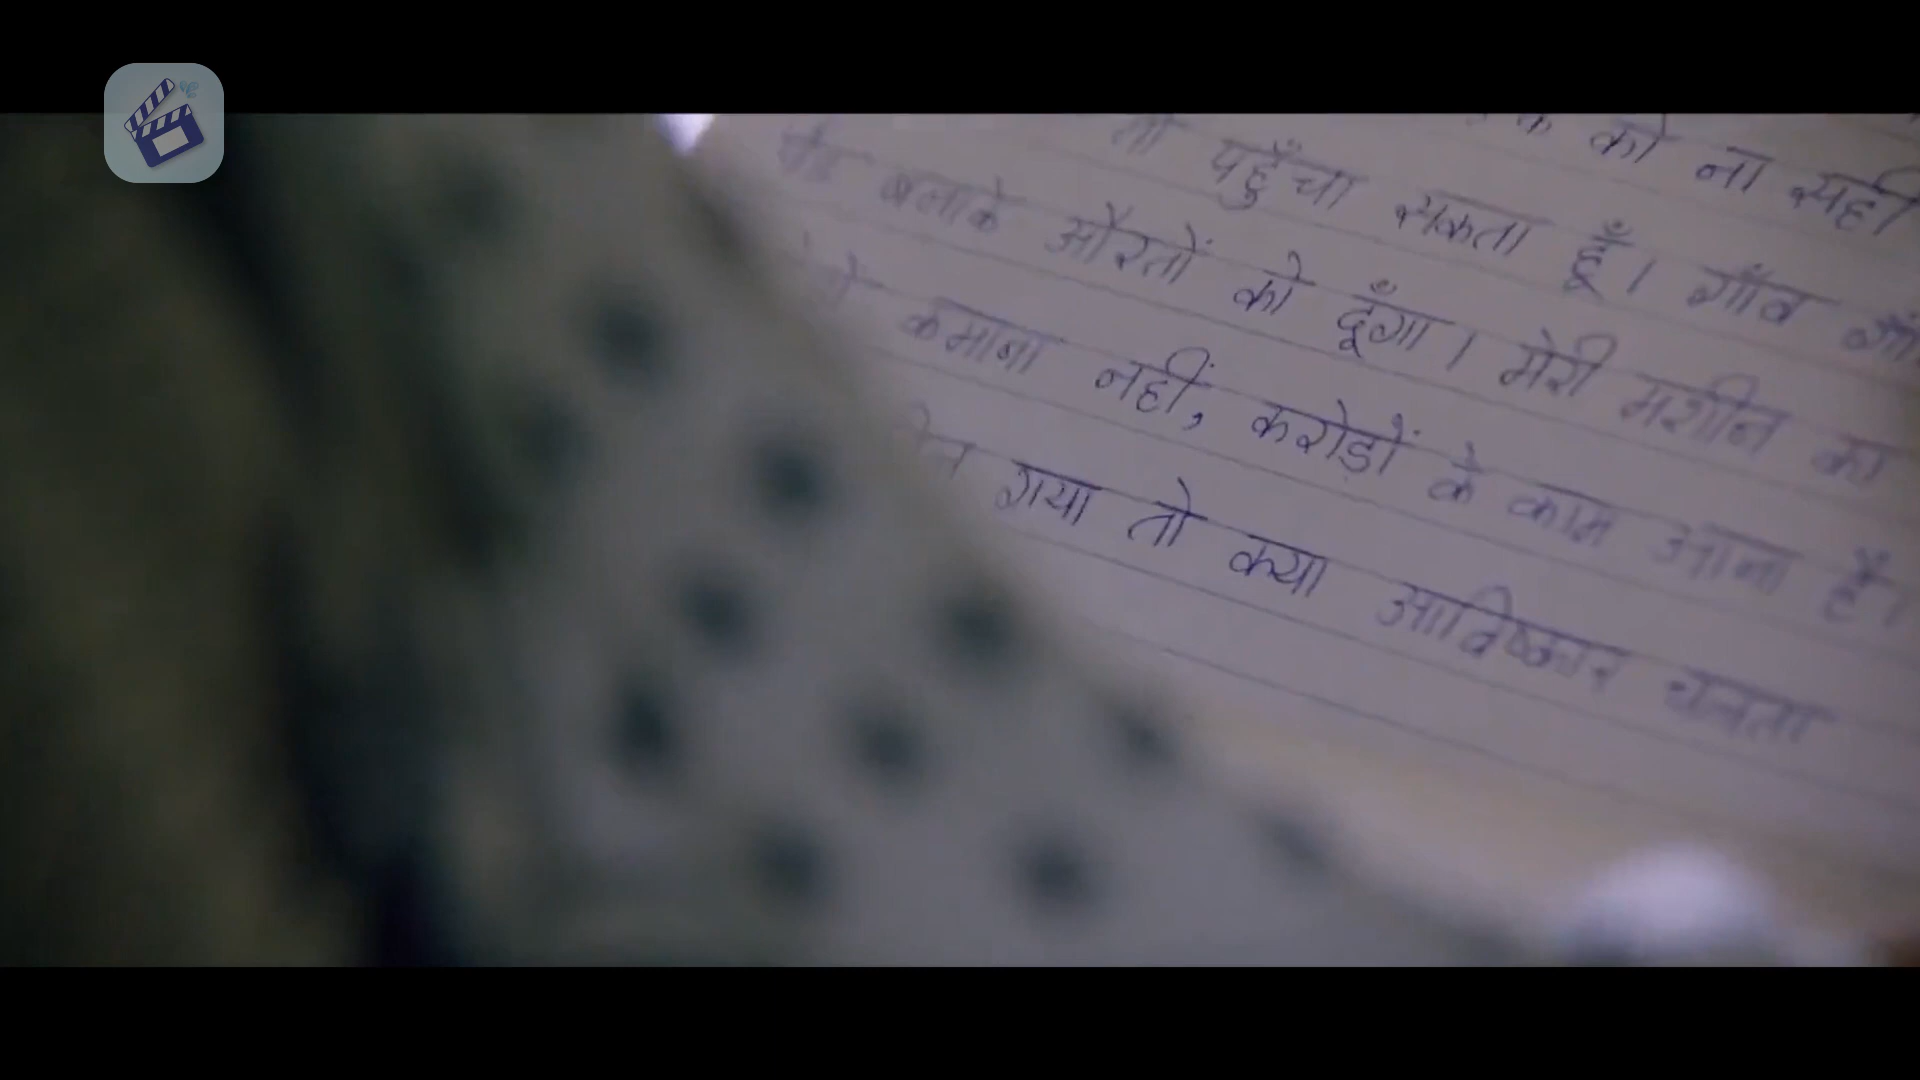 को ना सही
तो पहुँचा सकता हूँ। गाँव
पैड बनाके औरतों को दूँगा। मेरी मशीन का
कमाना नहीं, करोड़ों के काम आना है।
गया तो क्या आविष्कार चलता